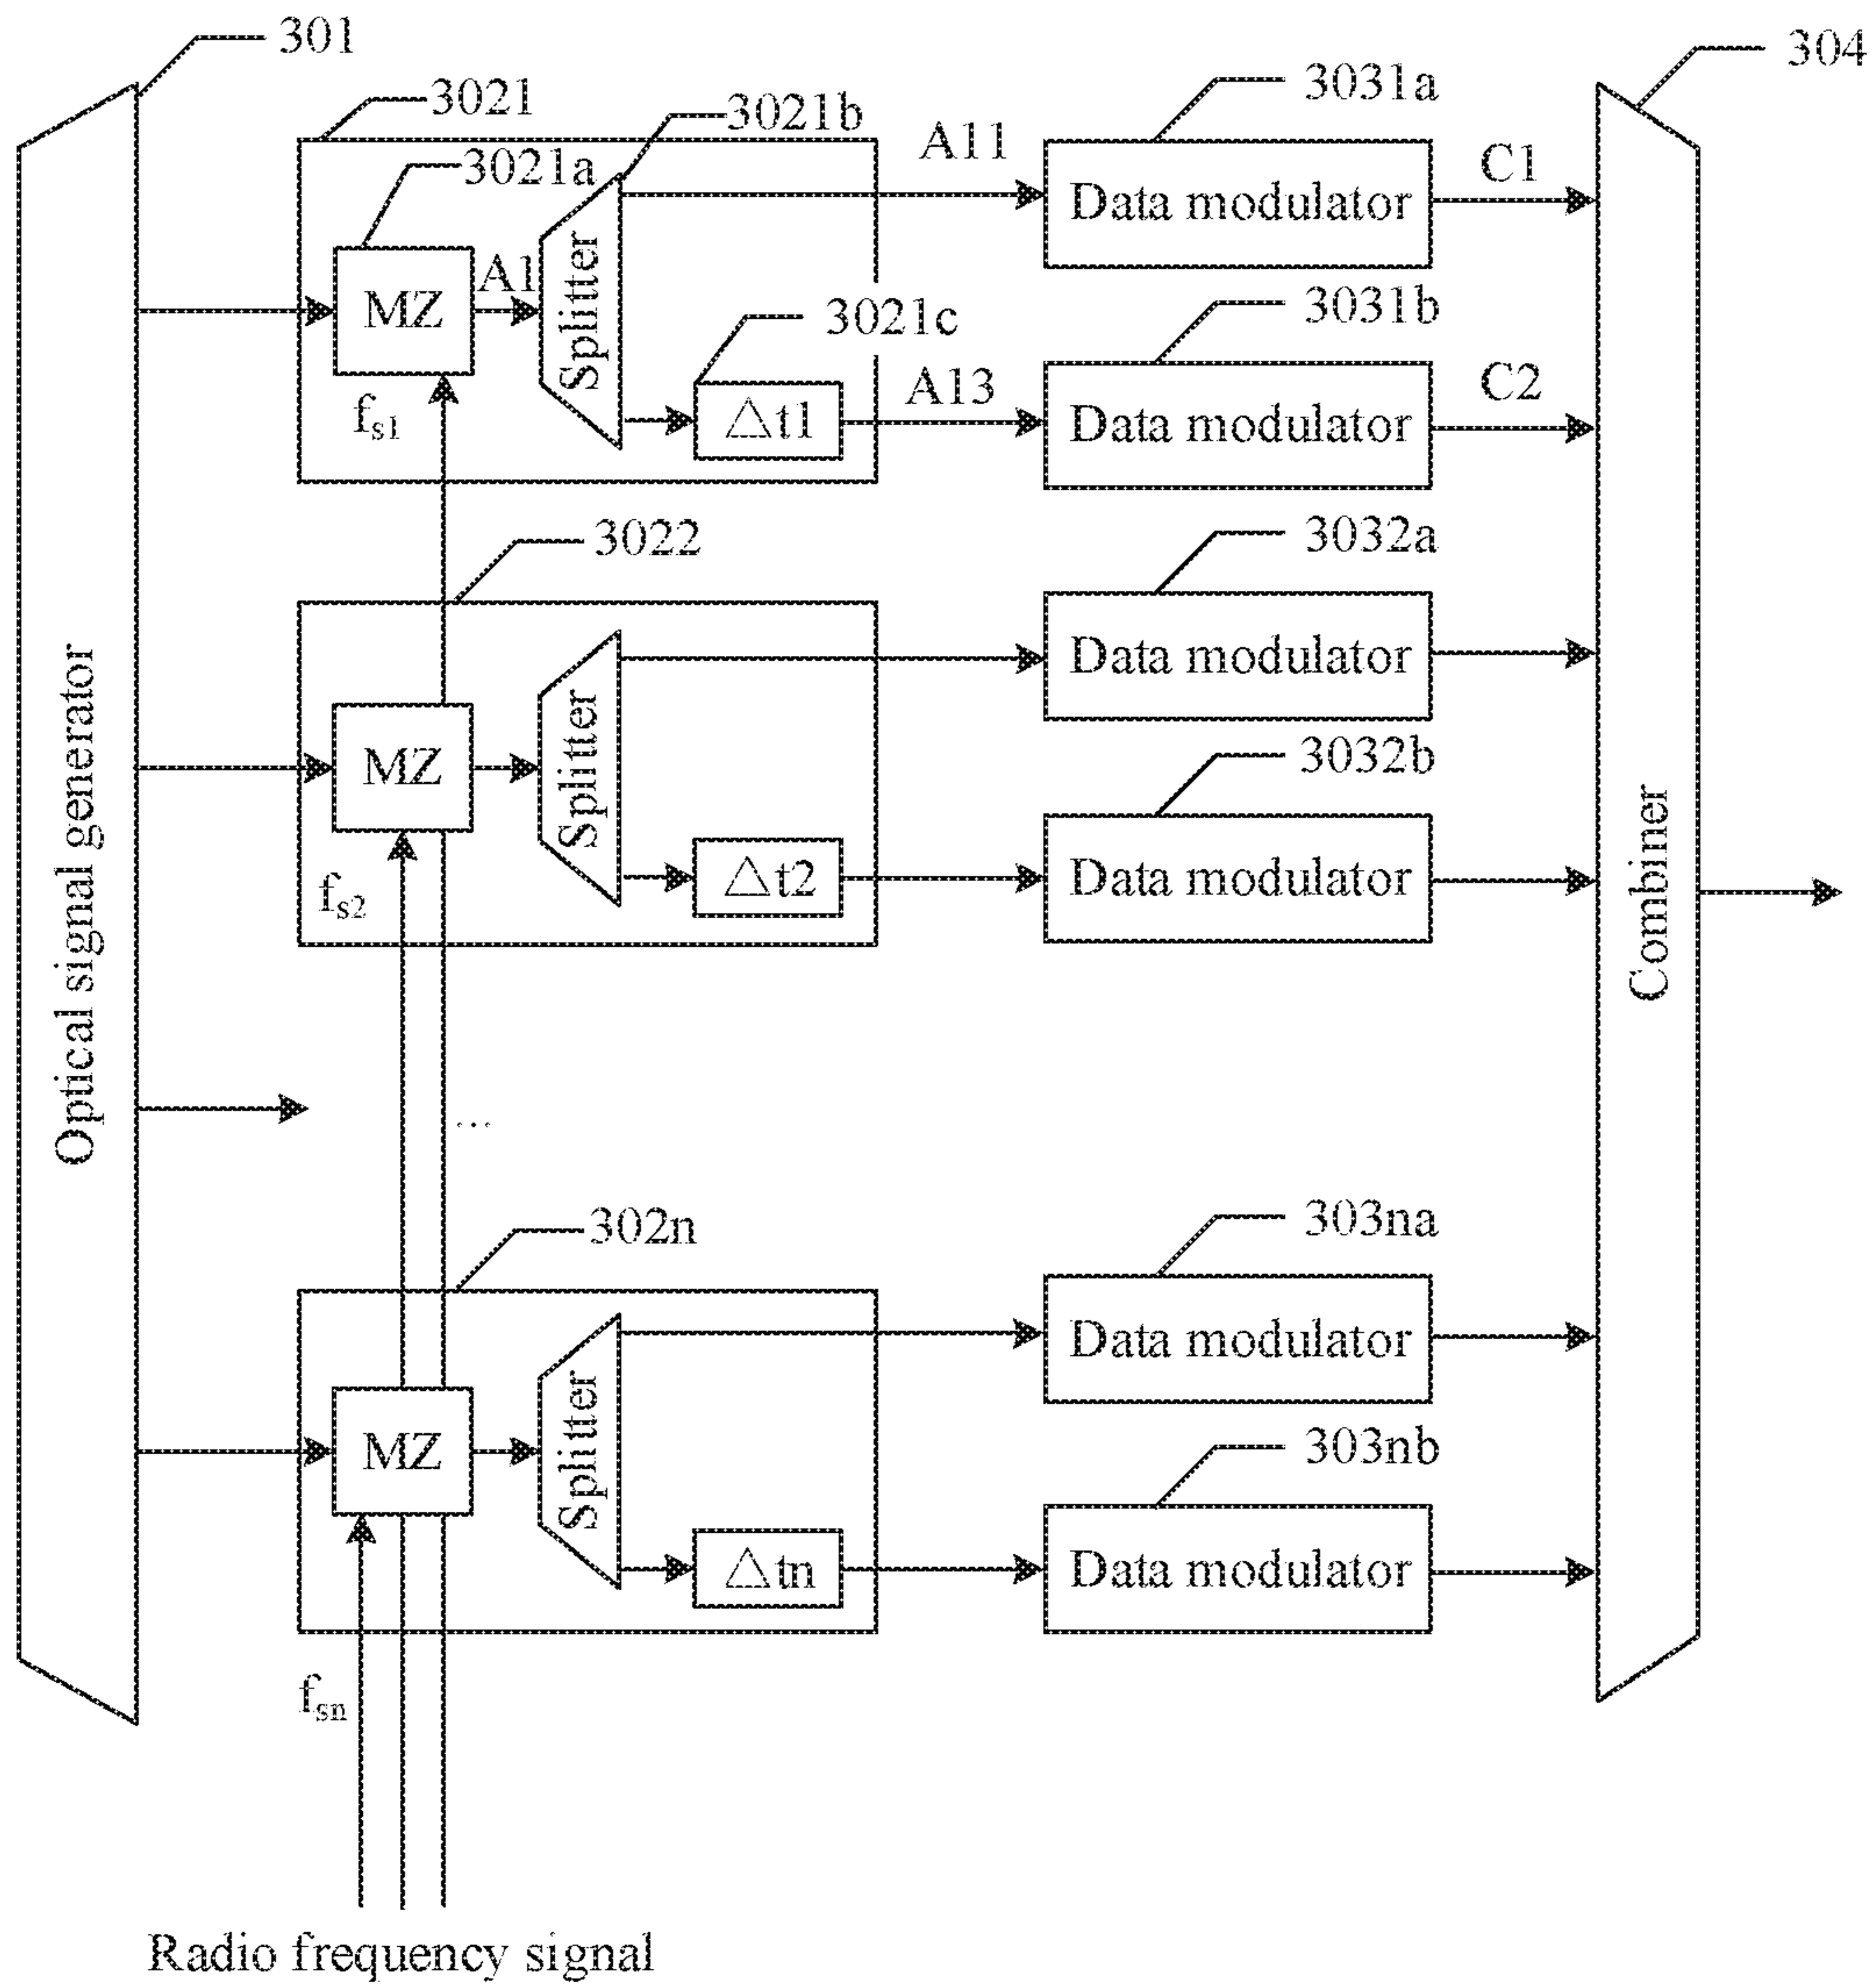 301
304
3021
3021b
3031a
3021a
A11
C1
Data modulator
MZ
A1
Splitter
3021c
3031b
fs1
△t1
A13
C2
Data modulator
3022
3032a
Data modulator
MZ
Splitter
3032b
fs2
△t2
Data modulator
Optical signal generator
Combiner
...
302n
303na
Data modulator
MZ
Splitter
303nb
△tn
Data modulator
fsn
Radio frequency signal